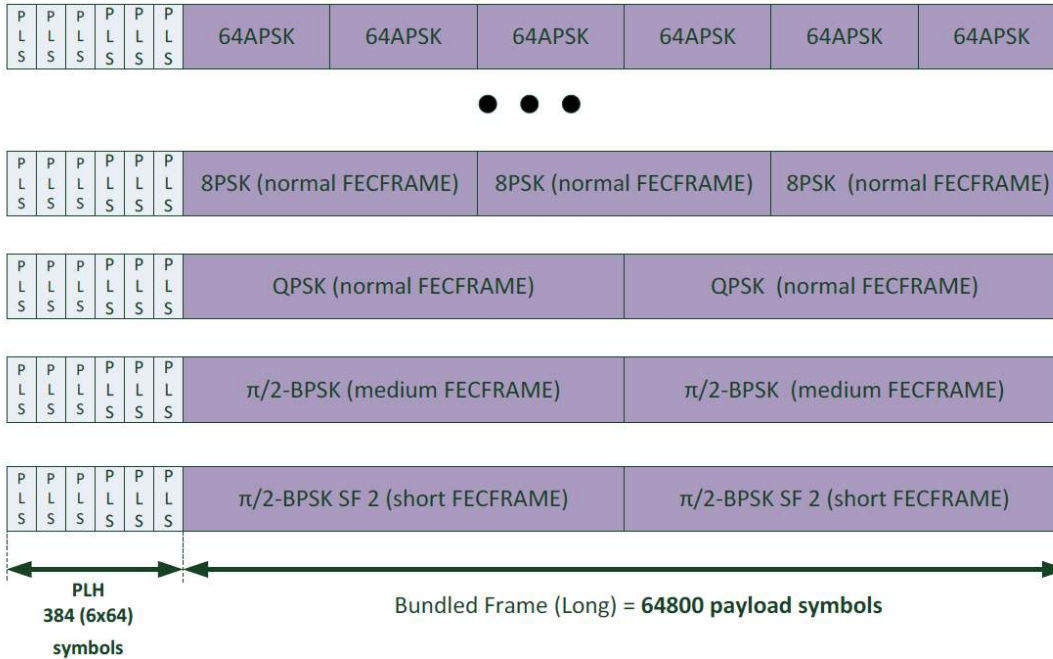 P L S P L S P L S P L S P L S P L S 64APSK 64APSK 64APSK 64APSK 64APSK 64APSK
P L S P L S P L S P L S P L S P L S 8PSK (normal FECFRAME) 8PSK (normal FECFRAME) 8PSK (normal FECFRAME)
P L S P L S P L S P L S P L S P L S QPSK (normal FECFRAME) QPSK (normal FECFRAME)
P L S P L S P L S P L S P L S P L S π/2-BPSK (medium FECFRAME) π/2-BPSK (medium FECFRAME)
P L S P L S P L S P L S P L S P L S π/2-BPSK SF 2 (short FECFRAME) π/2-BPSK SF 2 (short FECFRAME)
PLH
384 (6x64)
symbols
Bundled Frame (Long) = 64800 payload symbols